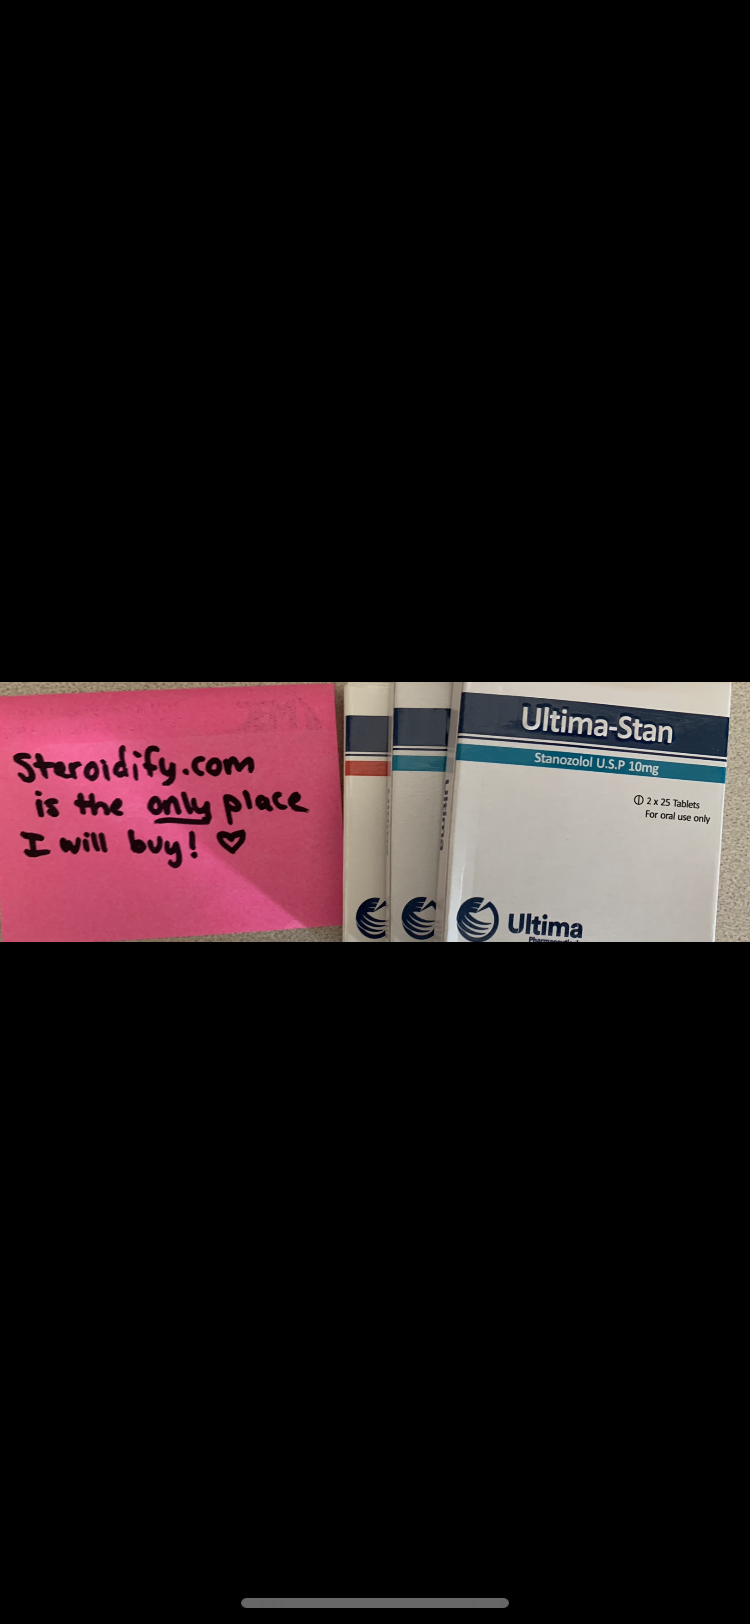 Steroidify.com
is the only place
I will buy! ♡
Ultima-Stan
Stanozolol U.S.P 10mg
2 x 25 Tablets
For oral use only
Ultima
Ultima